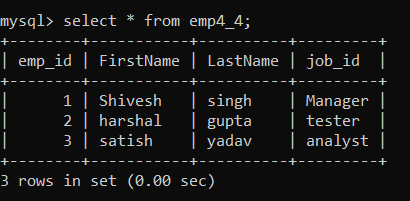 mysql> select * from emp4_4;
+--------+-----------+----------+---------+
| emp_id | FirstName | LastName | job_id  |
+--------+-----------+----------+---------+
|      1 | Shivesh   | singh    | Manager |
|      2 | harshal   | gupta    | tester  |
|      3 | satish    | yadav    | analyst |
+--------+-----------+----------+---------+
3 rows in set (0.00 sec)